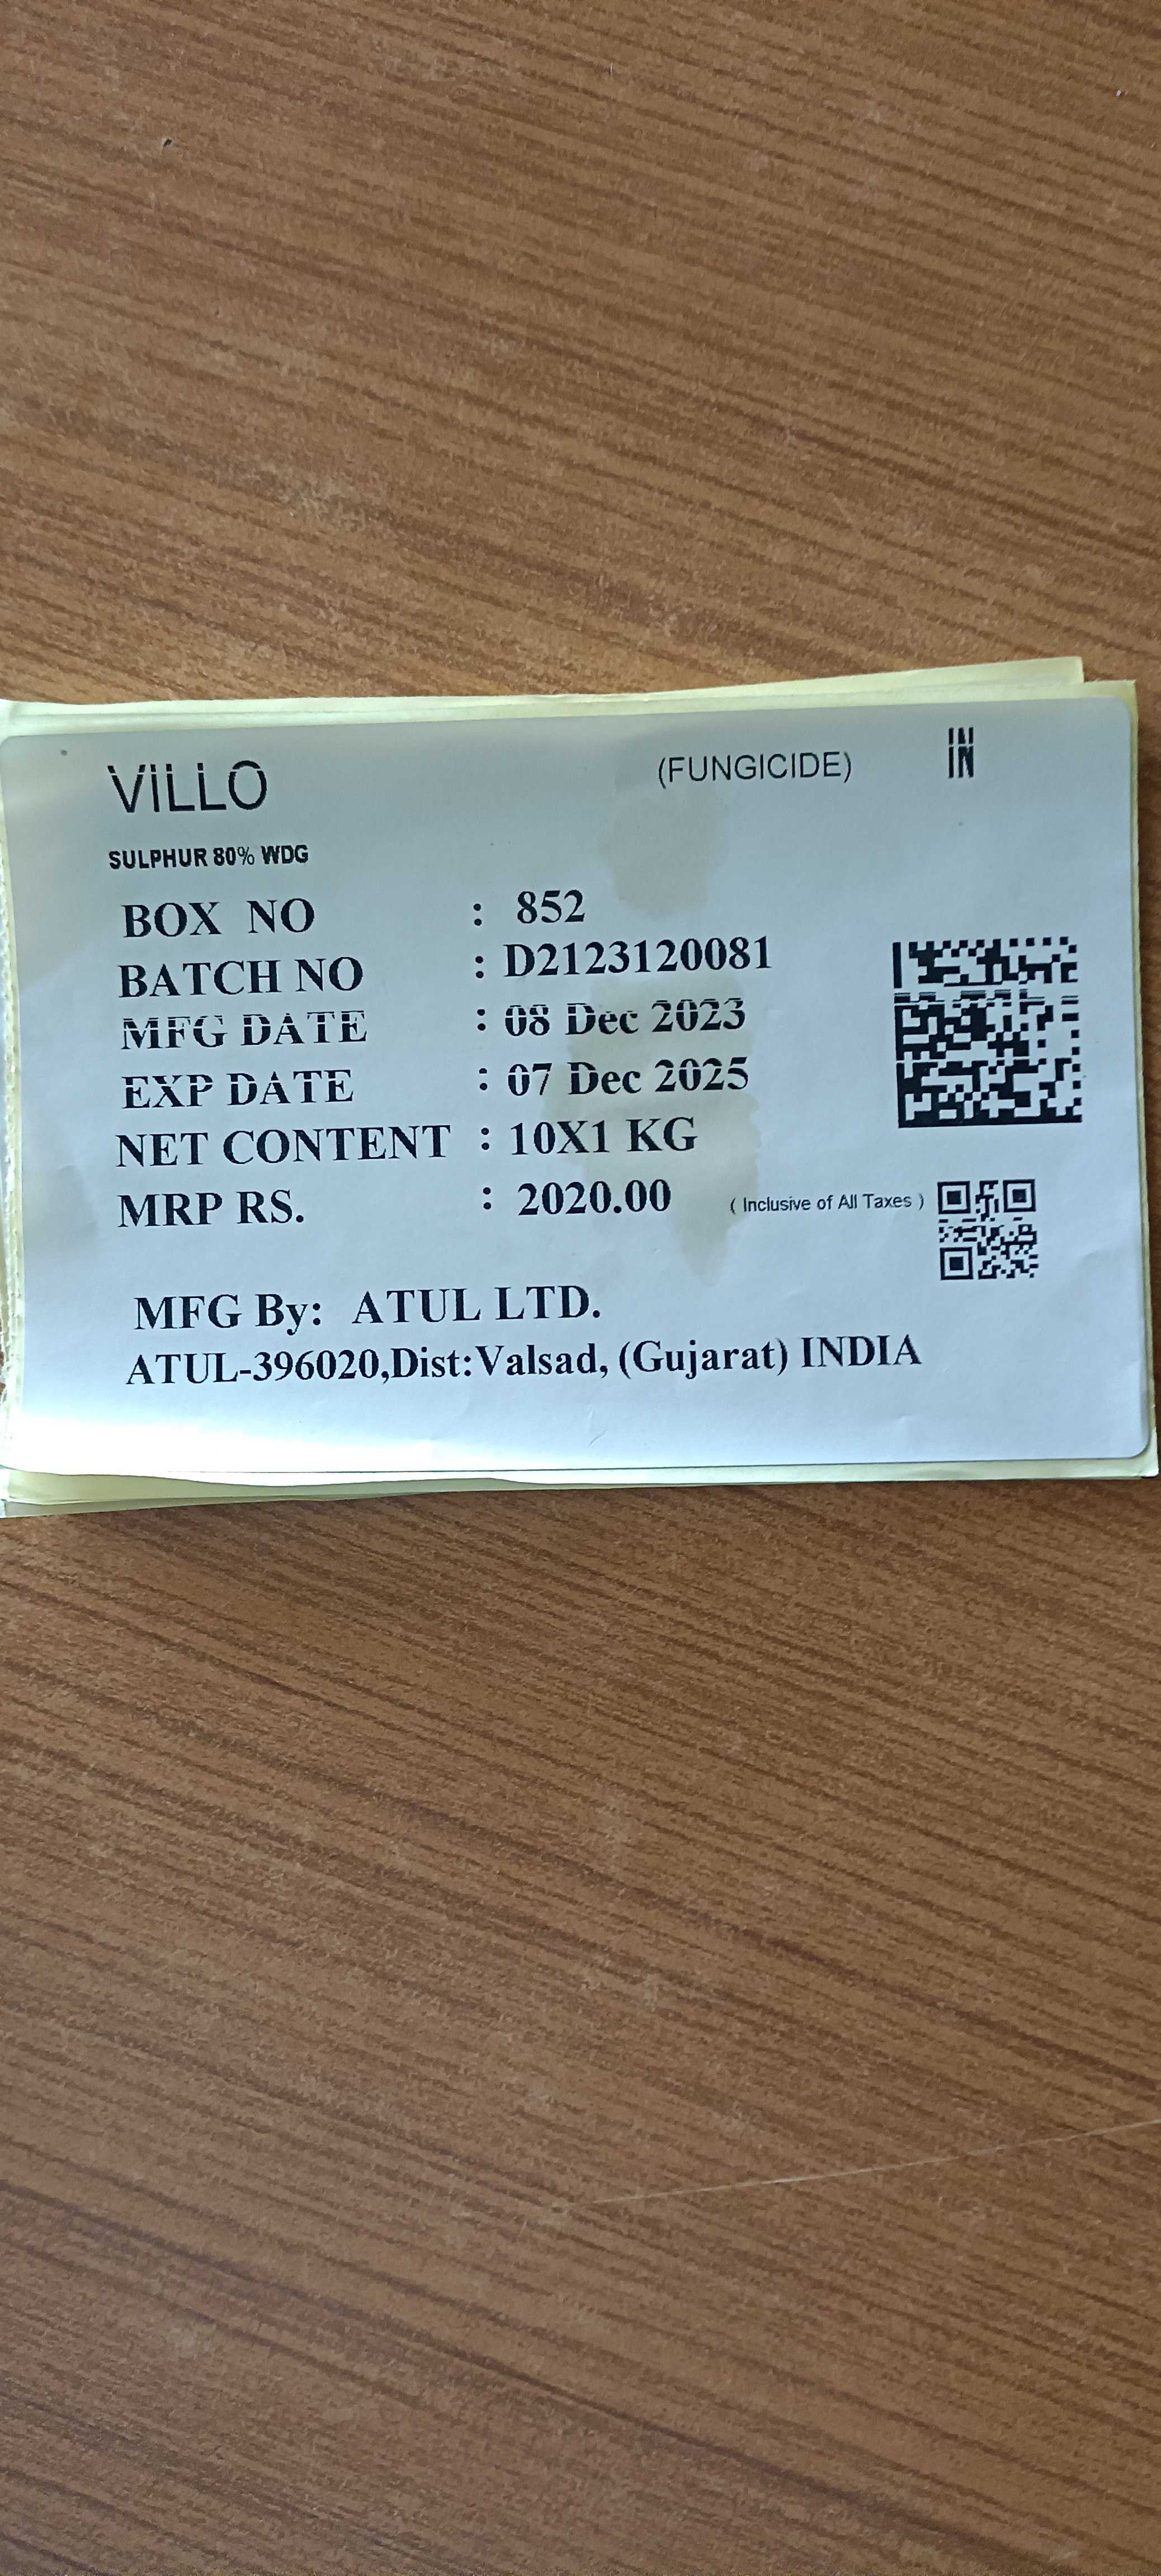 VILLO (FUNGICIDE) IN
SULPHUR 80% WDG
BOX NO : 852
BATCH NO : D2123120081
MFG DATE : 08 Dec 2023
EXP DATE : 07 Dec 2025
NET CONTENT : 10X1 KG
MRP RS. : 2020.00 ( Inclusive of All Taxes )
MFG By: ATUL LTD.
ATUL-396020,Dist:Valsad, (Gujarat) INDIA